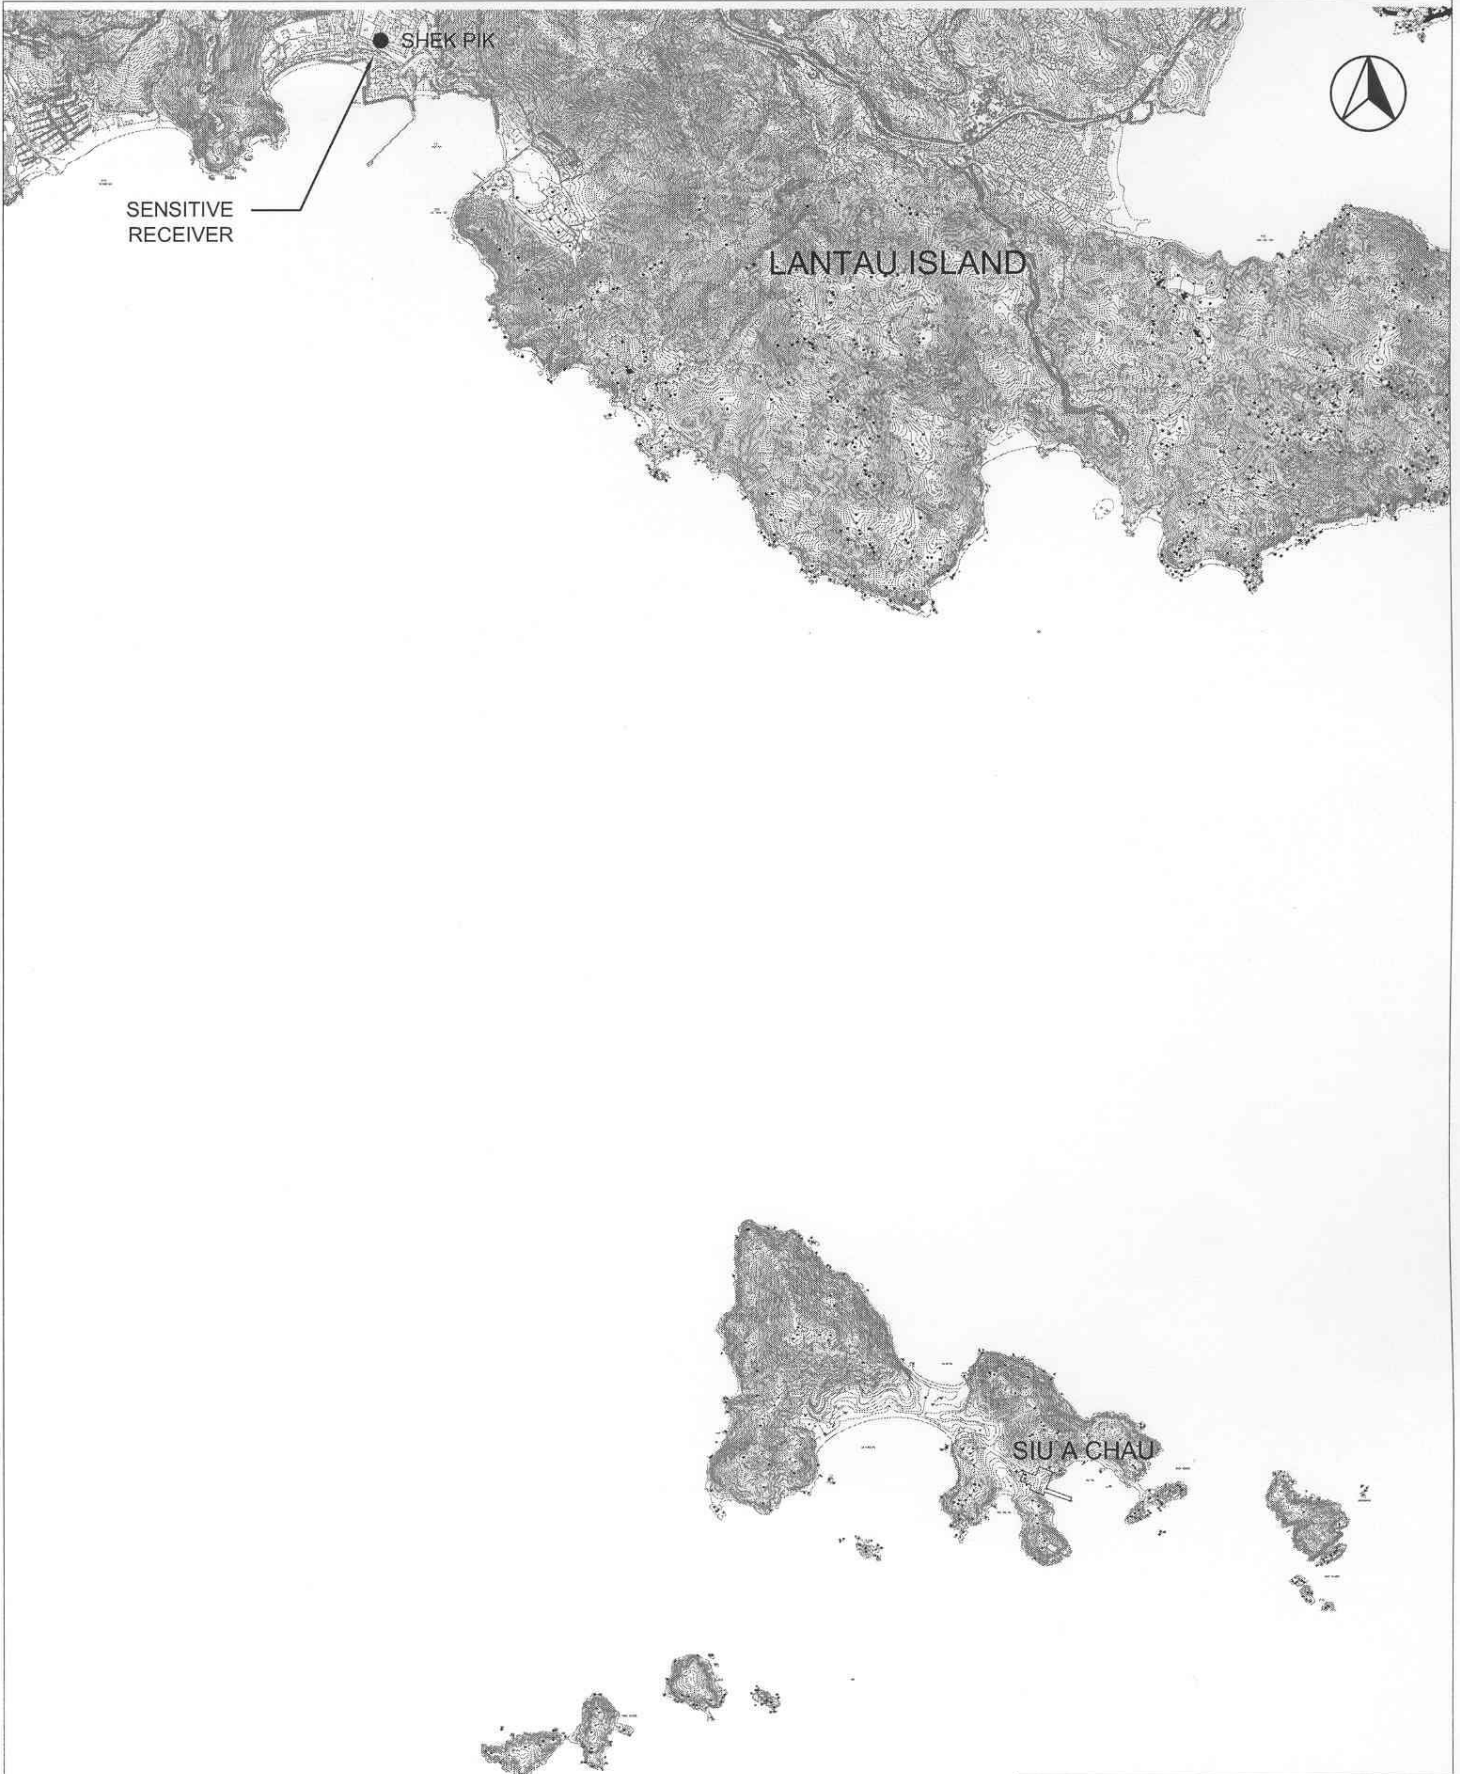 SHEK PIK
SENSITIVE
RECEIVER
LANTAU ISLAND
SIU A CHAU